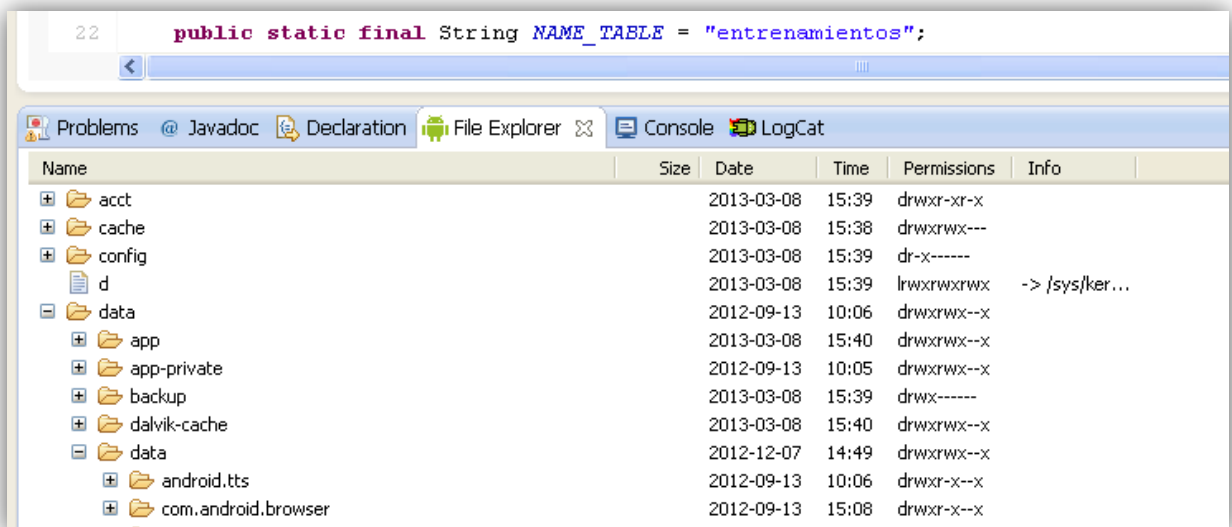 22 public static final String NAME_TABLE = "entrenamientos";
Problems @ Javadoc Declaration File Explorer Console LogCat
Name Size Date Time Permissions Info
acct 2013-03-08 15:39 drwxr-xr-x
cache 2013-03-08 15:38 drwxrwx---
config 2013-03-08 15:39 dr-x------
d 2013-03-08 15:39 lrwxrwxrwx -> /sys/ker...
data 2012-09-13 10:06 drwxrwx--x
app 2013-03-08 15:40 drwxrwx--x
app-private 2012-09-13 10:05 drwxrwx--x
backup 2013-03-08 15:39 drwx------
dalvik-cache 2013-03-08 15:40 drwxrwx--x
data 2012-12-07 14:49 drwxrwx--x
android.tts 2012-09-13 10:06 drwxr-x--x
com.android.browser 2012-09-13 15:08 drwxr-x--x